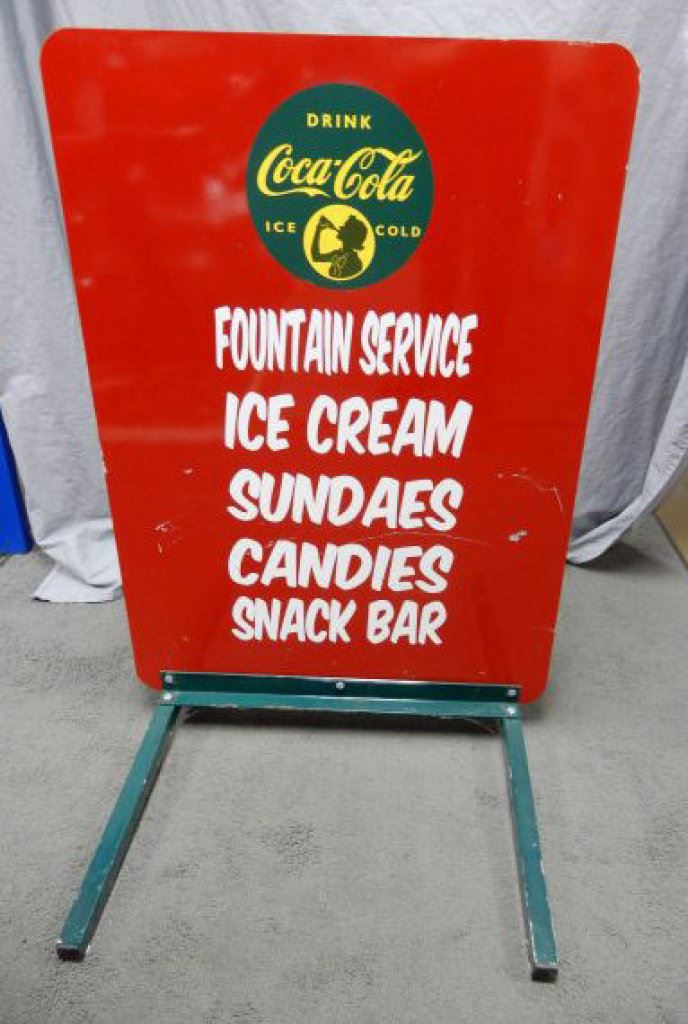 DRINK
Coca-Cola
ICE COLD
FOUNTAIN SERVICE
ICE CREAM
SUNDAES
CANDIES
SNACK BAR